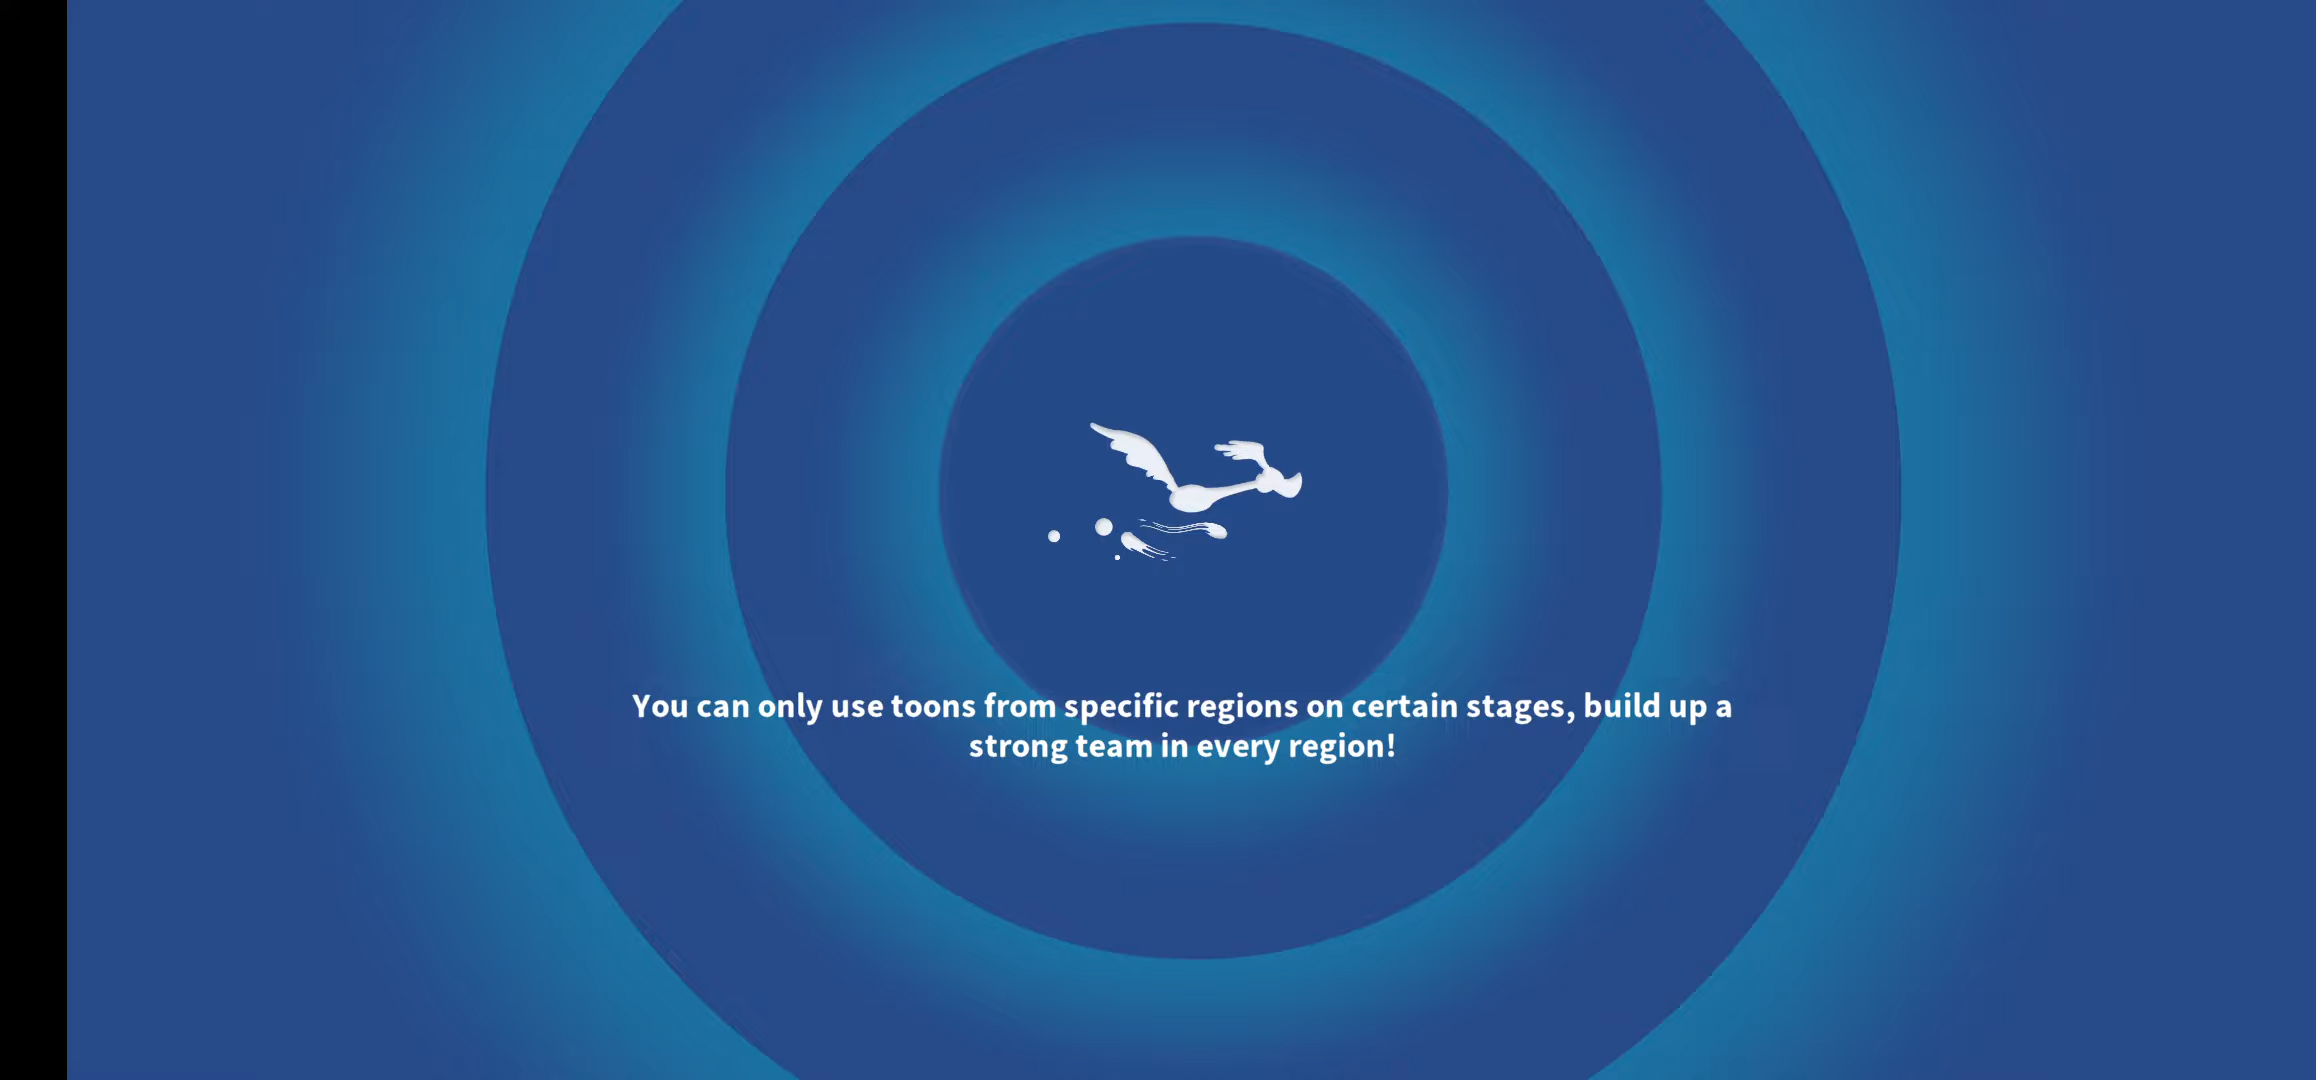 You can only use toons from specific regions on certain stages, build up a
strong team in every region!